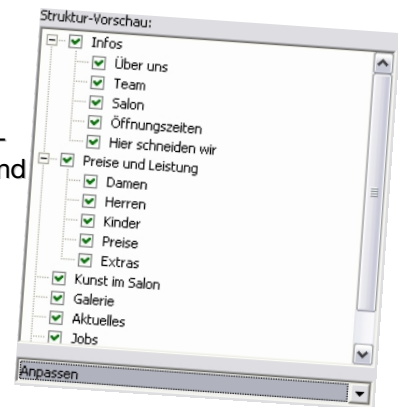 Struktur-Vorschau:
Infos
Über uns
Team
Salon
Öffnungszeiten
Hier schneiden wir
Preise und Leistung
Damen
Herren
Kinder
Preise
Extras
Kunst im Salon
Galerie
Aktuelles
Jobs
Anpassen